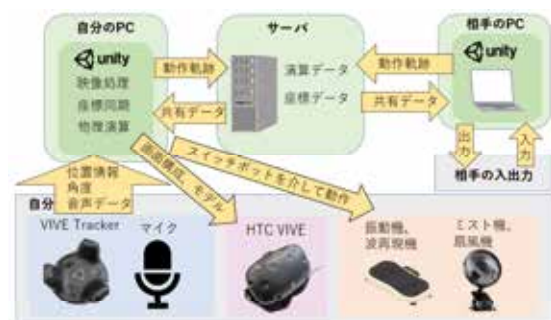 自分のPC
サーバ
相手のPC
unity
映像処理
座標同期
物理演算
動作軌跡
共有データ
演算データ
座標データ
動作軌跡
共有データ
unity
出力
入力
相手の入出力
位置情報
角度
音声データ
画面構成、モデル
スイッチボットを介して動作
自分
VIVE Tracker
マイク
HTC VIVE
振動機、
波再現機
ミスト機、
扇風機